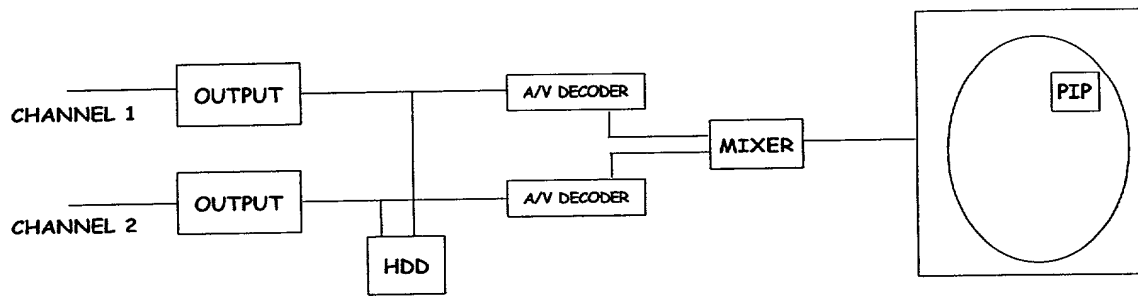 CHANNEL 1
OUTPUT
A/V DECODER
PIP
MIXER
CHANNEL 2
OUTPUT
A/V DECODER
HDD